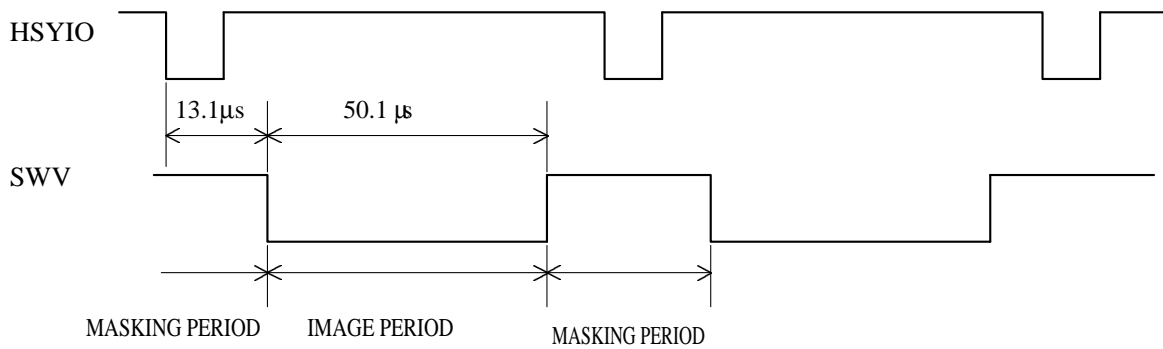 HSYIO
13.1μs
50.1 μs
SWV
MASKING PERIOD
IMAGE PERIOD
MASKING PERIOD